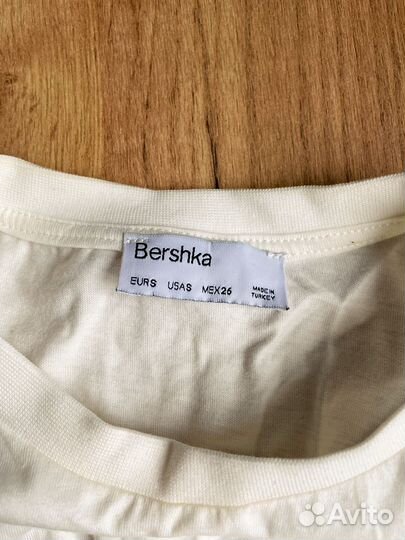 Bershka
EUR S USA S MEX 26 MADE IN
TURKEY
Avito